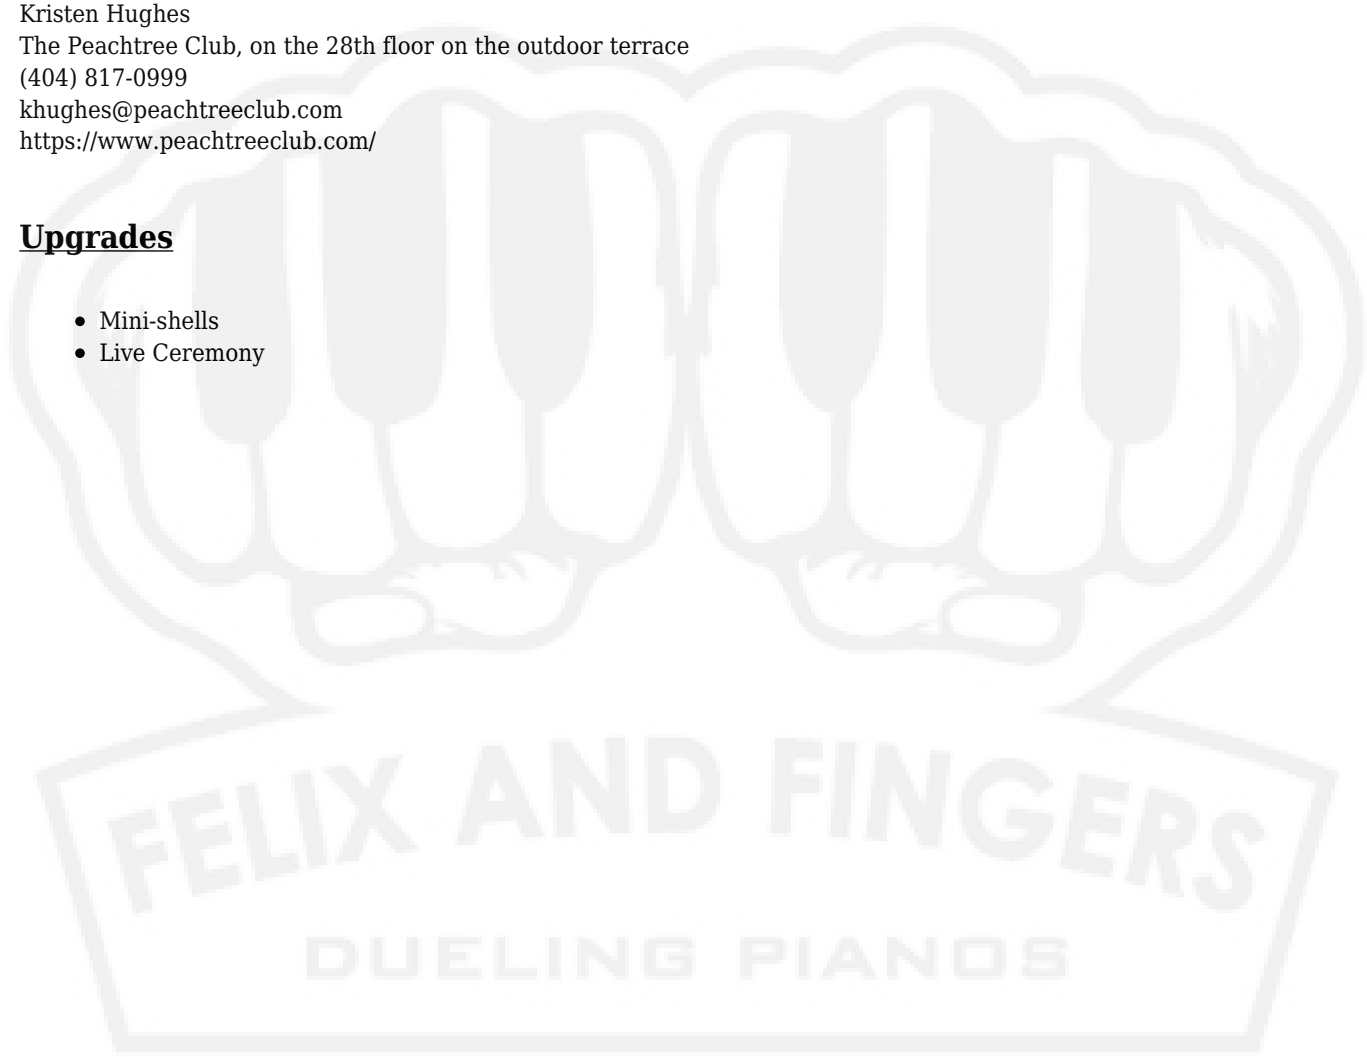 Kristen Hughes
The Peachtree Club, on the 28th floor on the outdoor terrace
(404) 817-0999
khughes@peachtreeclub.com
https://www.peachtreeclub.com/
Upgrades
Mini-shells
Live Ceremony
FELIX AND FINGERS
DUELING PIANOS